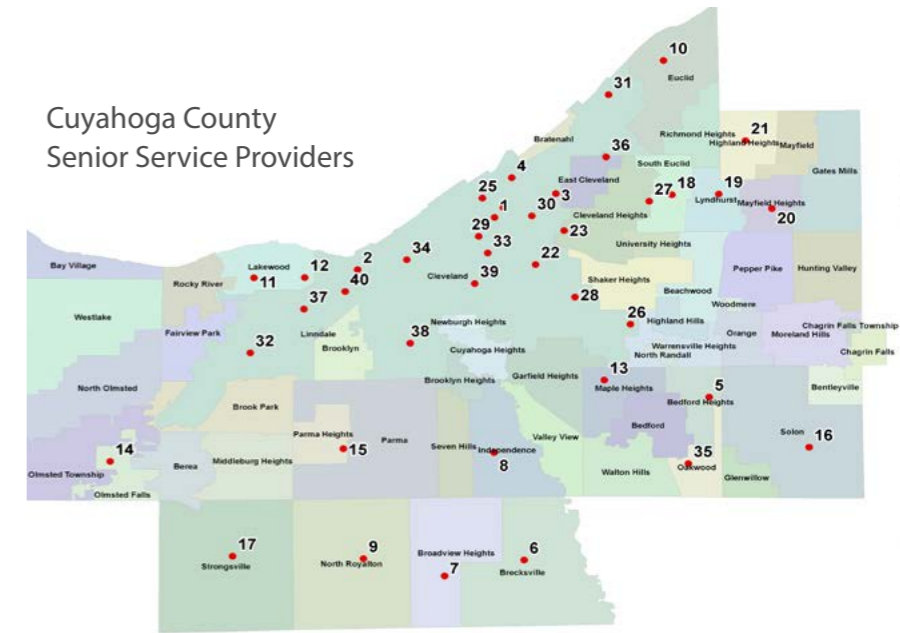 Cuyahoga County
Senior Service Providers
10
Euclid
31
Bratenahl
Richmond Heights
21
Highland Heights
Mayfield
36
South Euclid
Gates Mills
4
East Cleveland
25
3
27
18
19
Lyndhurst
Mayfield Heights
20
1
30
Cleveland Heights
29
23
University Heights
33
34
22
2
Lakewood
12
Bay Village
Rocky River
11
40
Cleveland
39
Shaker Heights
Pepper Pike
Hunting Valley
Beachwood
28
Woodmere
37
Westlake
Fairview Park
Linndale
Newburgh Heights
26
Highland Hills
Orange
Chagrin Falls Township
Moreland Hills
32
Brooklyn
38
Cuyahoga Heights
Warrensville Heights
North Randall
Chagrin Falls
North Olmsted
Brooklyn Heights
Garfield Heights
13
Maple Heights
5
Bentleyville
Brook Park
Bedford Heights
Bedford
Parma Heights
15
Parma
Seven Hills
Independence
8
Valley View
Solon
16
14
Olmsted Township
Berea
Middleburg Heights
35
Oakwood
Walton Hills
Glenwillow
Olmsted Falls
17
Strongsville
9
North Royalton
Broadview Heights
7
6
Brecksville